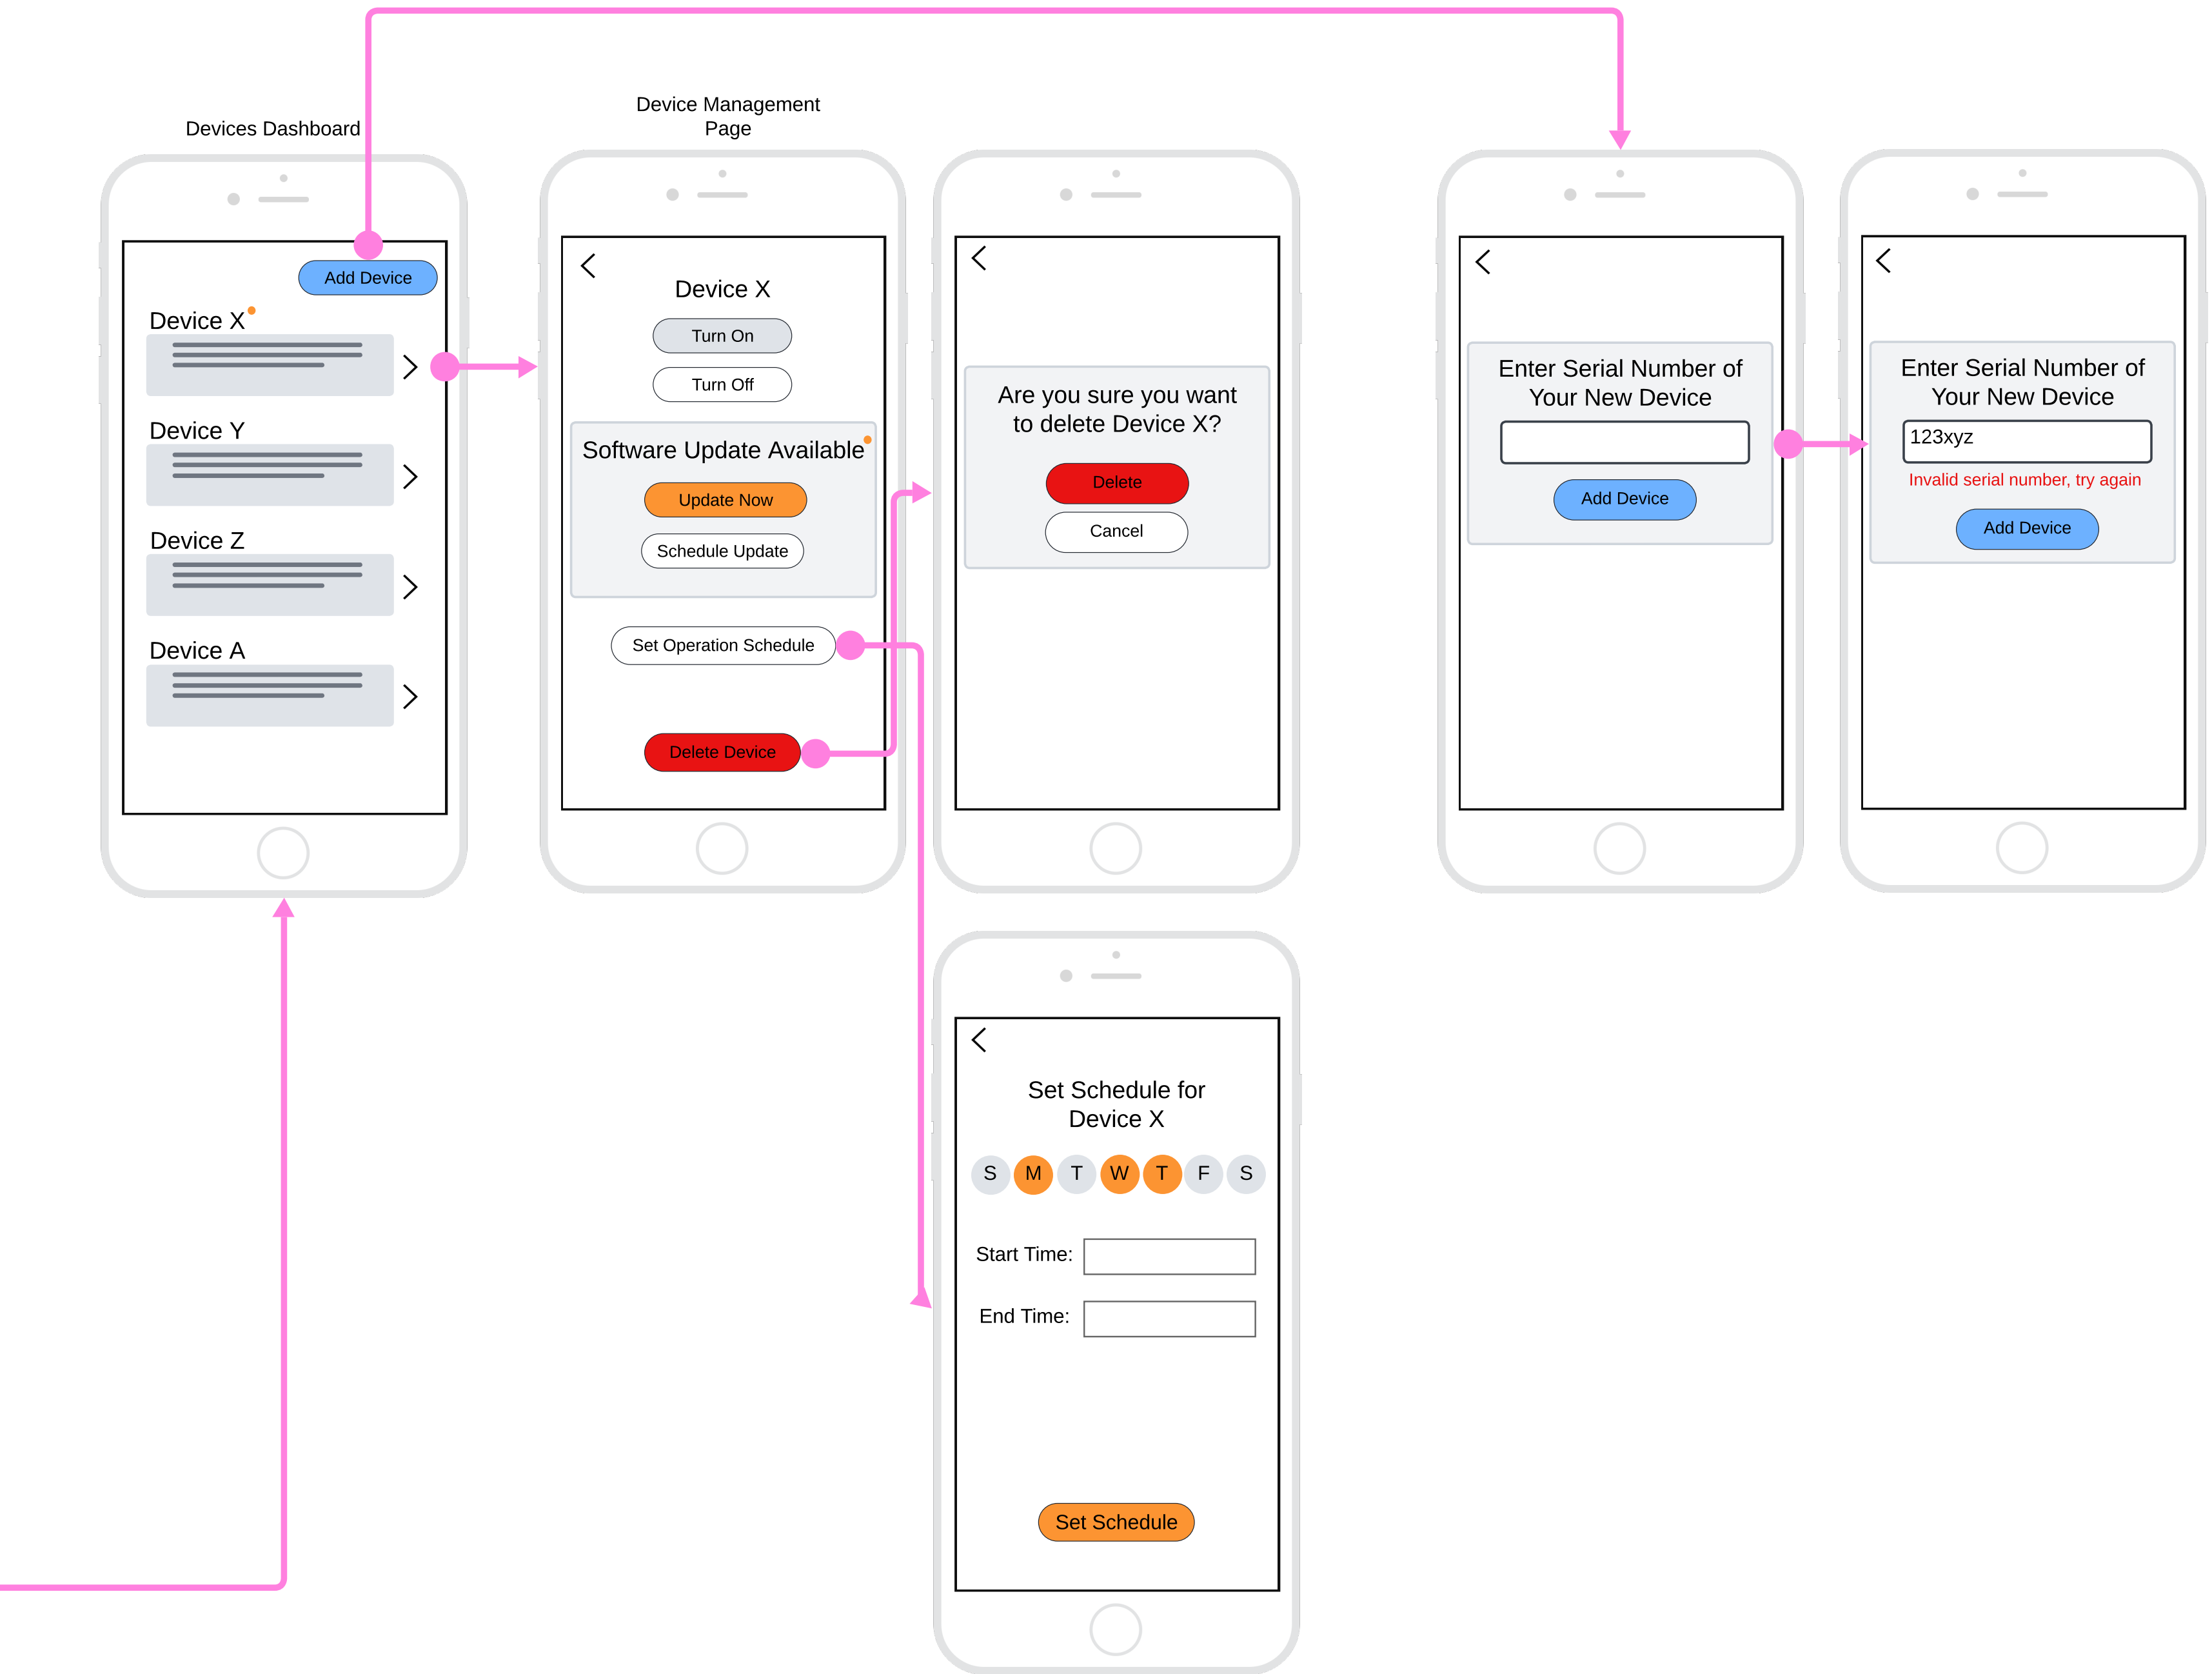 Devices Dashboard
Add Device
Device X
Device Y
Device Z
Device A
Device Management
Page
Device X
Turn On
Turn Off
Software Update Available
Update Now
Schedule Update
Set Operation Schedule
Delete Device
Are you sure you want
to delete Device X?
Delete
Cancel
Enter Serial Number of
Your New Device
Add Device
Enter Serial Number of
Your New Device
123xyz
Invalid serial number, try again
Add Device
Set Schedule for
Device X
S M T W T F S
Start Time:
End Time:
Set Schedule